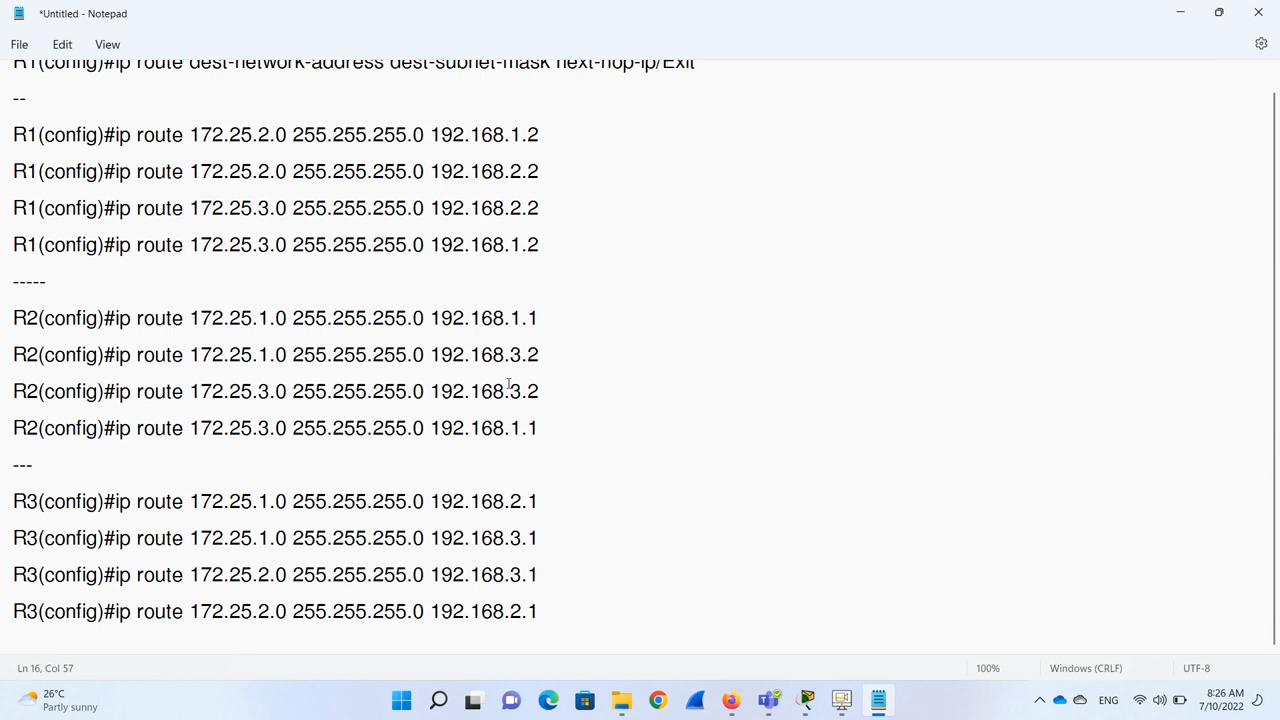 *Untitled - Notepad
File Edit View
R1(config)#ip route dest-network-address dest-subnet-mask next-hop-ip/Exit
--
R1(config)#ip route 172.25.2.0 255.255.255.0 192.168.1.2
R1(config)#ip route 172.25.2.0 255.255.255.0 192.168.2.2
R1(config)#ip route 172.25.3.0 255.255.255.0 192.168.2.2
R1(config)#ip route 172.25.3.0 255.255.255.0 192.168.1.2
-----
R2(config)#ip route 172.25.1.0 255.255.255.0 192.168.1.1
R2(config)#ip route 172.25.1.0 255.255.255.0 192.168.3.2
R2(config)#ip route 172.25.3.0 255.255.255.0 192.168.3.2
R2(config)#ip route 172.25.3.0 255.255.255.0 192.168.1.1
---
R3(config)#ip route 172.25.1.0 255.255.255.0 192.168.2.1
R3(config)#ip route 172.25.1.0 255.255.255.0 192.168.3.1
R3(config)#ip route 172.25.2.0 255.255.255.0 192.168.3.1
R3(config)#ip route 172.25.2.0 255.255.255.0 192.168.2.1
Ln 16, Col 57 100% Windows (CRLF) UTF-8
26°C
Partly sunny
ENG
8:26 AM
7/10/2022